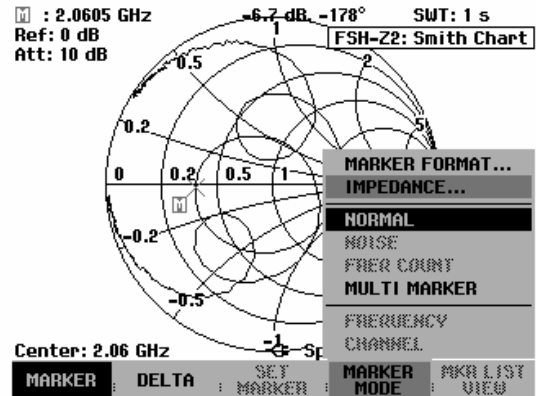 M : 2.0605 GHz -6.7 dB, -178° SWT: 1 s
Ref: 0 dB FSH-Z2: Smith Chart
Att: 10 dB
1
0.5
2
0.2
5
0 0.2 0.5 1
M
-0.2
-0.5
-1
MARKER FORMAT...
IMPEDANCE...
NORMAL
NOISE
FREQ COUNT
MULTI MARKER
FREQUENCY
CHANNEL
Center: 2.06 GHz Sp
MARKER DELTA SET MARKER MARKER MODE MKR LIST VIEW